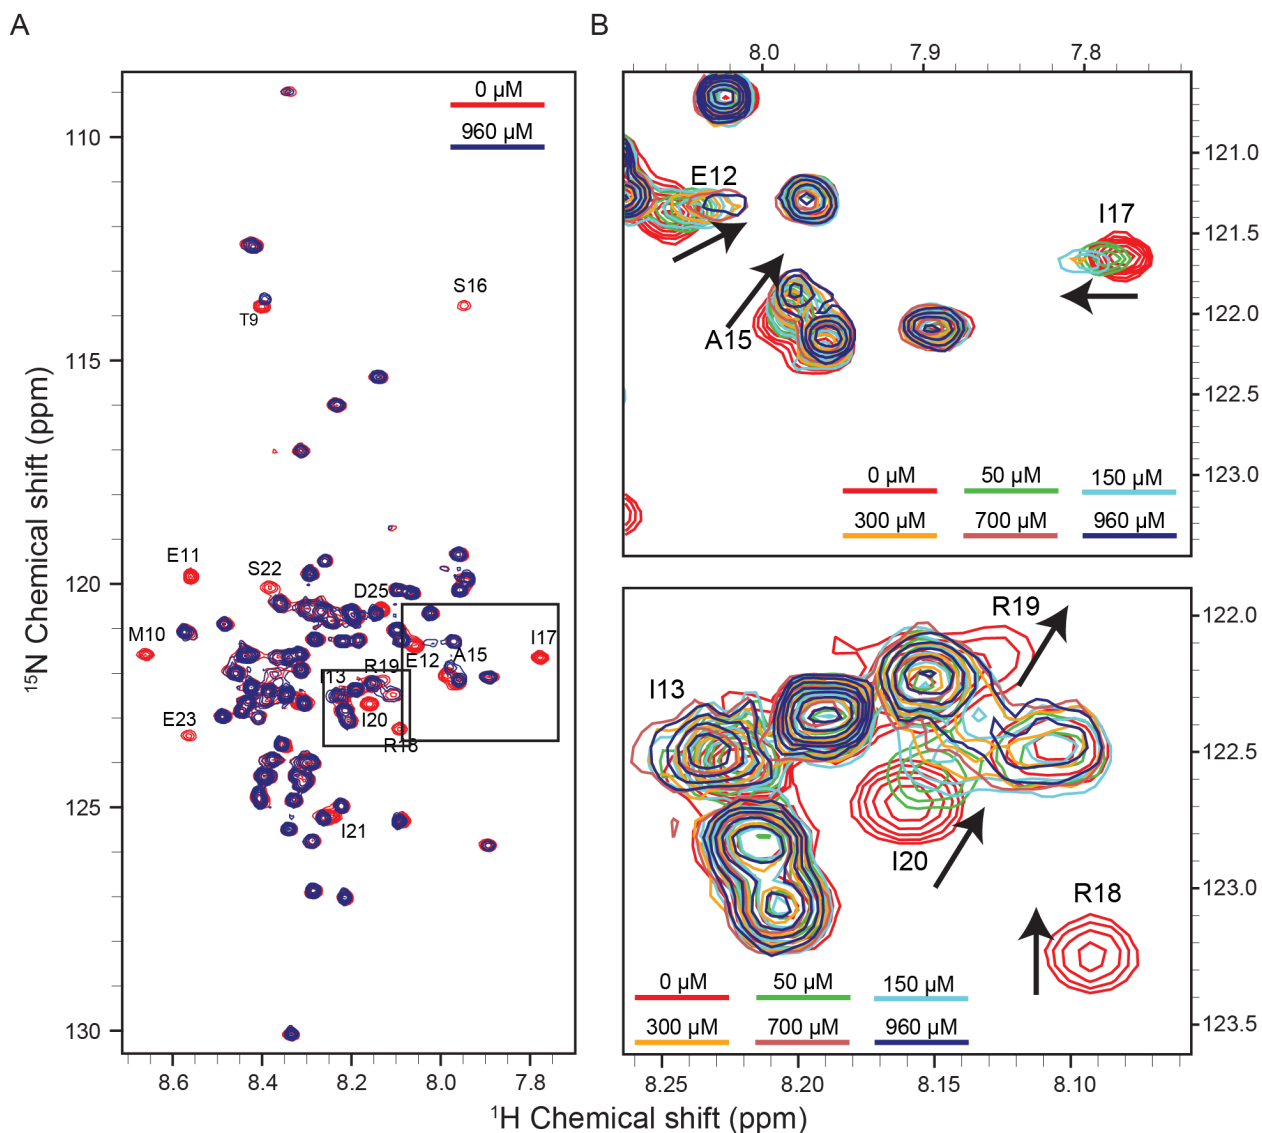 A
B
0 µM
960 µM
S16
T9
E11
S22
D25
M10
I17
E12
A15
R19
I13
E23
I20
R18
I21
110
115
120
125
130
8.6
8.4
8.2
8.0
7.8
15N Chemical shift (ppm)
1H Chemical shift (ppm)
8.0
7.9
7.8
E12
I17
A15
121.0
121.5
122.0
122.5
123.0
0 µM
50 µM
150 µM
300 µM
700 µM
960 µM
R19
I13
I20
R18
122.0
122.5
123.0
123.5
0 µM
50 µM
150 µM
300 µM
700 µM
960 µM
8.25
8.20
8.15
8.10